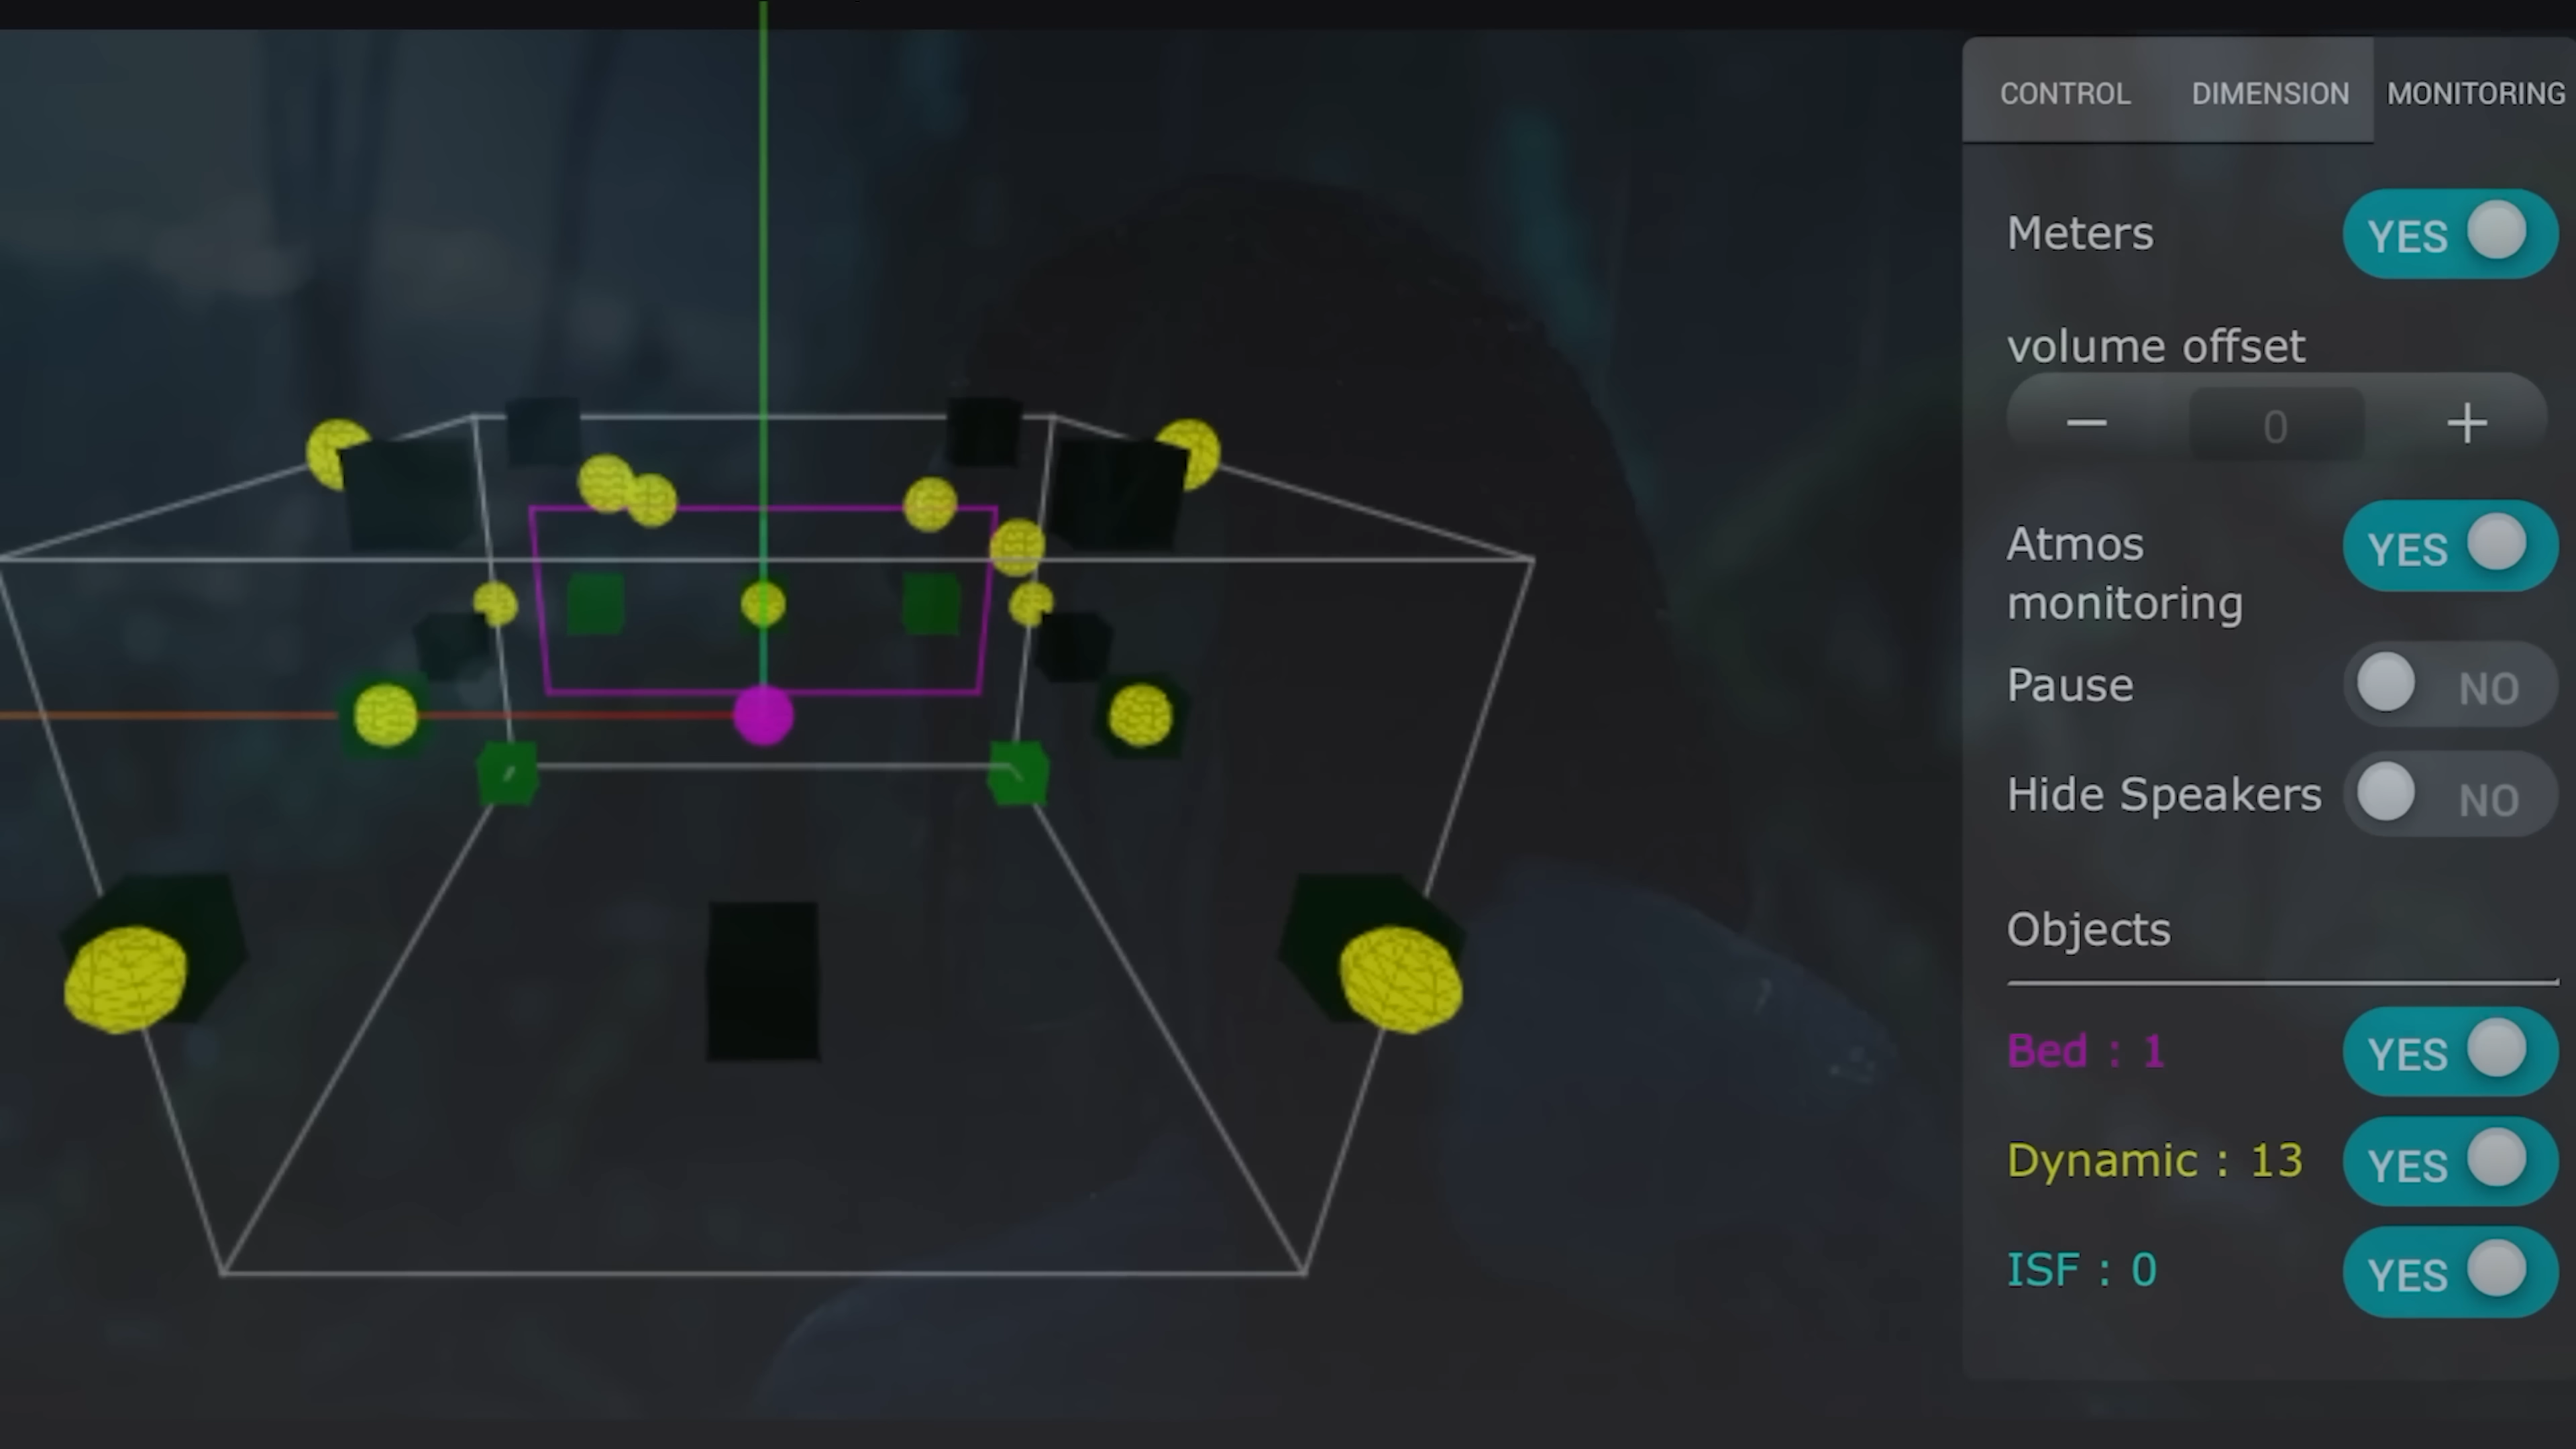 CONTROL DIMENSION MONITORING
Meters YES
volume offset
− 0 +
Atmos YES
monitoring
Pause NO
Hide Speakers NO
Objects
Bed : 1 YES
Dynamic : 13 YES
ISF : 0 YES